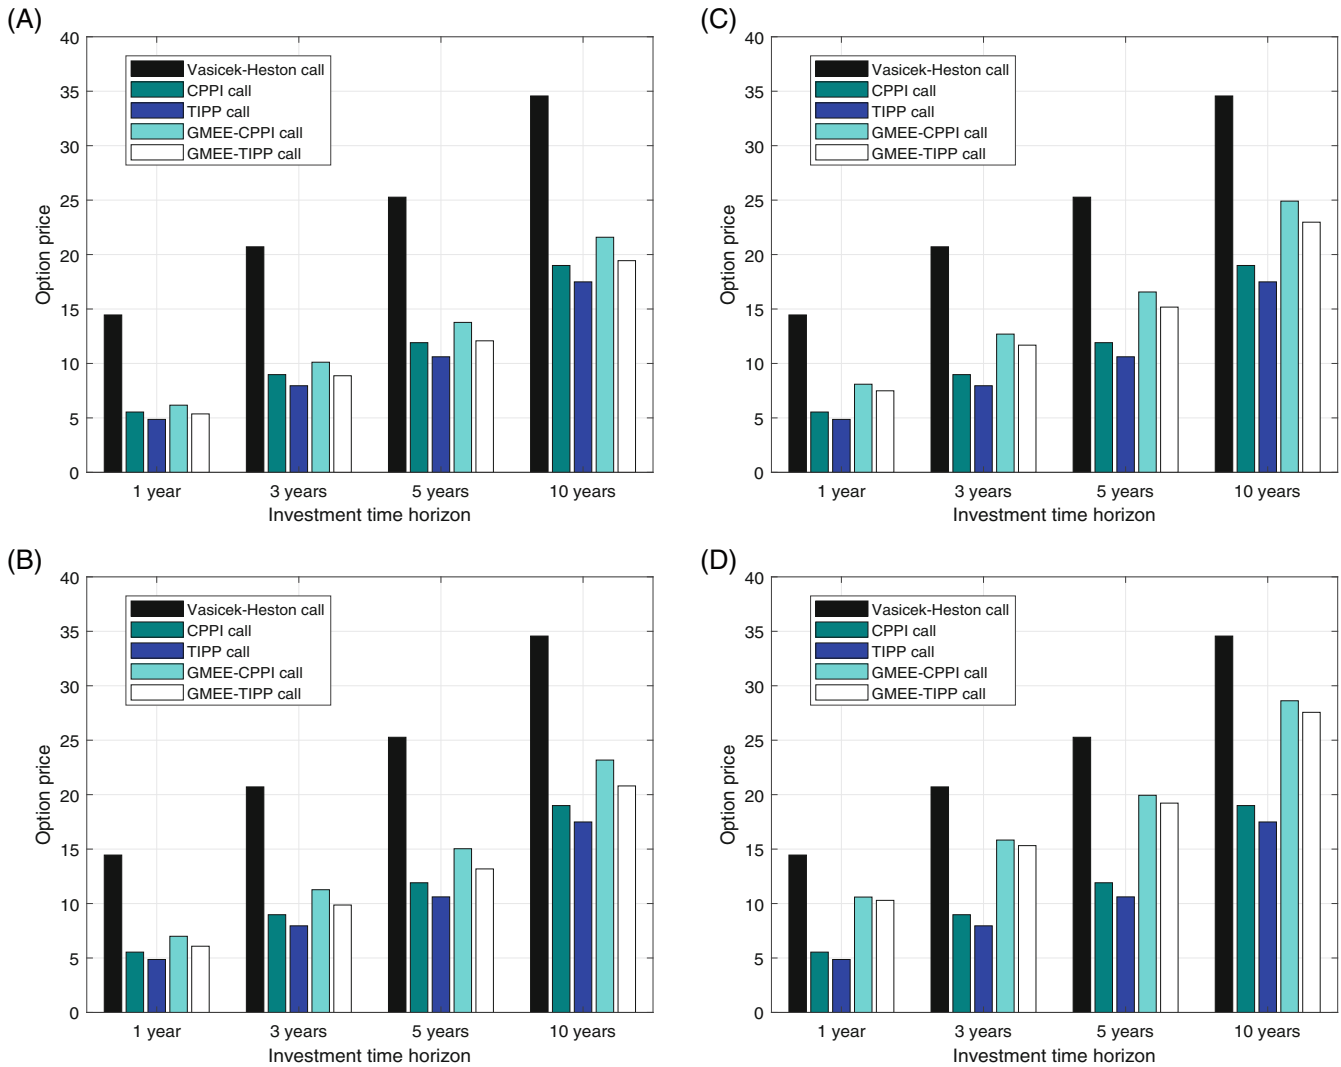 (A)
40
35
30
25
20
15
10
5
0
Option price
Vasicek-Heston call
CPPI call
TIPP call
GMEE-CPPI call
GMEE-TIPP call
1 year 3 years 5 years 10 years
Investment time horizon
(C)
40
35
30
25
20
15
10
5
0
Option price
Vasicek-Heston call
CPPI call
TIPP call
GMEE-CPPI call
GMEE-TIPP call
1 year 3 years 5 years 10 years
Investment time horizon
(B)
40
35
30
25
20
15
10
5
0
Option price
Vasicek-Heston call
CPPI call
TIPP call
GMEE-CPPI call
GMEE-TIPP call
1 year 3 years 5 years 10 years
Investment time horizon
(D)
40
35
30
25
20
15
10
5
0
Option price
Vasicek-Heston call
CPPI call
TIPP call
GMEE-CPPI call
GMEE-TIPP call
1 year 3 years 5 years 10 years
Investment time horizon